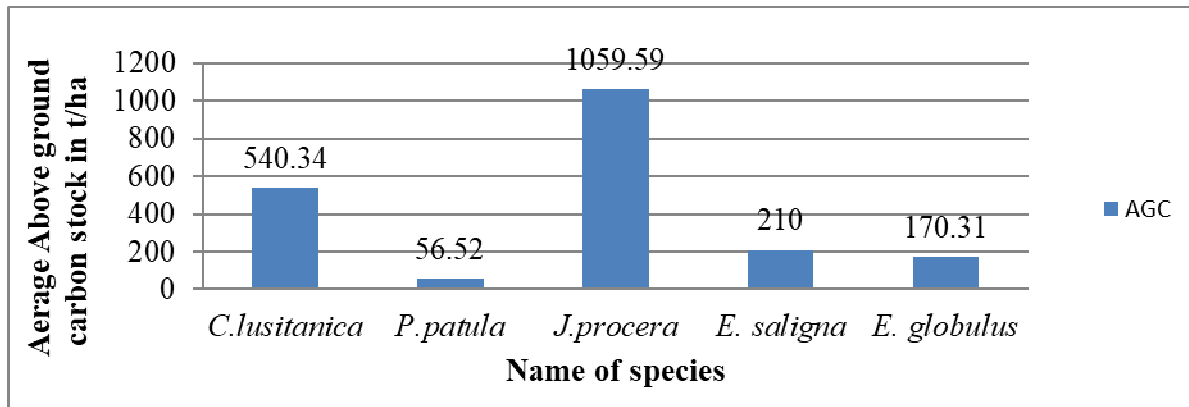 Aerage Above ground
carbon stock in t/ha
1200
1000
800
600
400
200
0
540.34
56.52
1059.59
210
170.31
C.lusitanica P.patula J.procera E. saligna E. globulus
Name of species
AGC